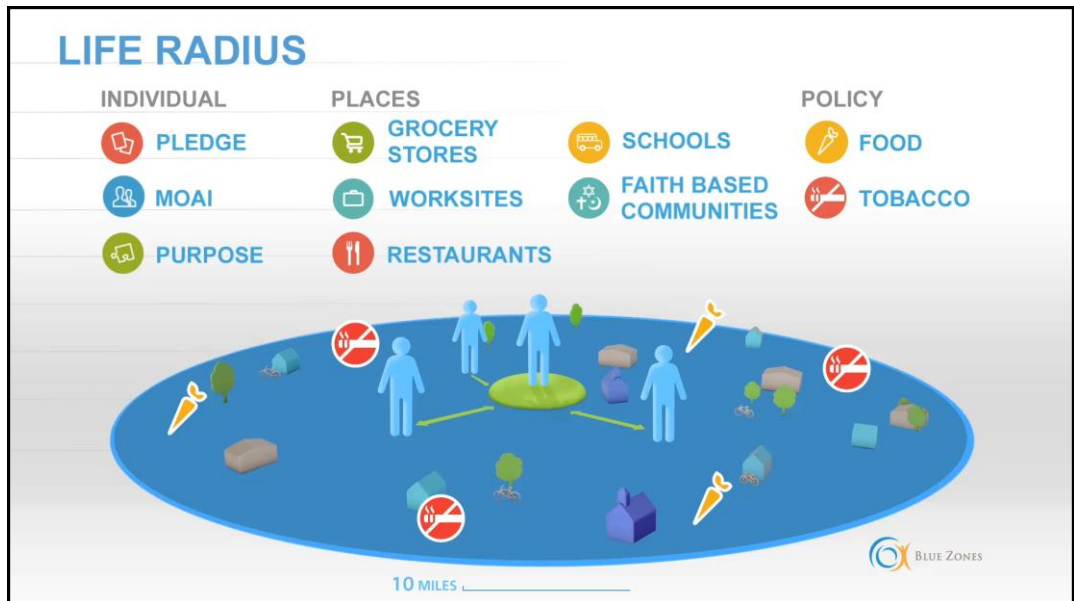 LIFE RADIUS
INDIVIDUAL
PLEDGE
MOAI
PURPOSE
PLACES
GROCERY
STORES
WORKSITES
RESTAURANTS
SCHOOLS
FAITH BASED
COMMUNITIES
POLICY
FOOD
TOBACCO
BLUE ZONES
10 MILES